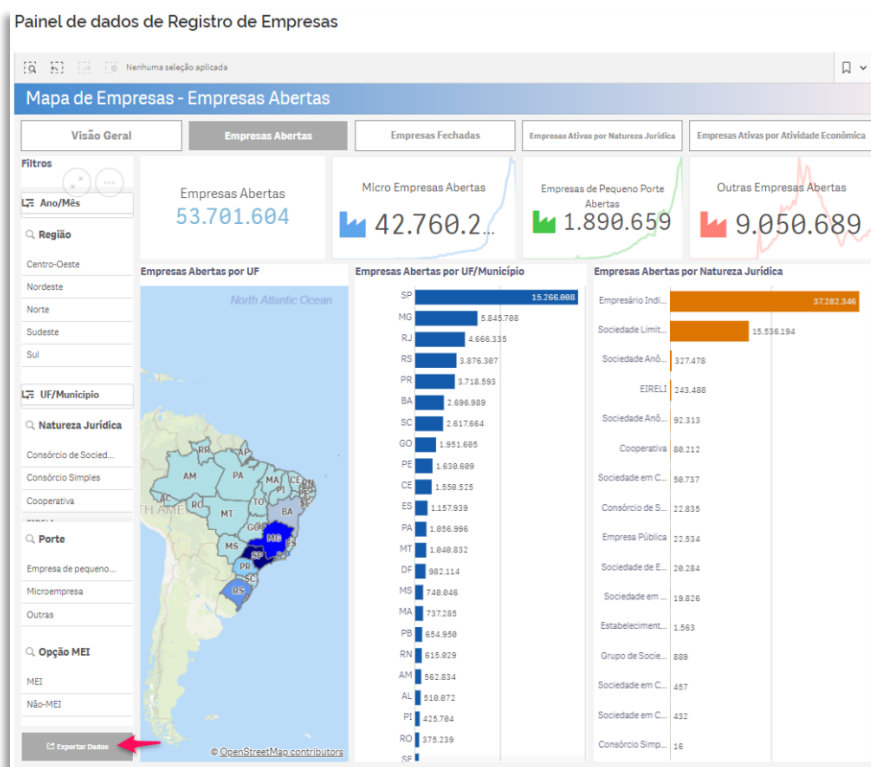 Painel de dados de Registro de Empresas
Nenhuma seleção aplicada
Mapa de Empresas - Empresas Abertas
Visão Geral
Empresas Abertas
Empresas Fechadas
Empresas Ativas por Natureza Jurídica
Empresas Ativas por Atividade Econômica
Filtros
Ano/Mês
Região
Centro-Oeste
Nordeste
Norte
Sudeste
Sul
UF/Municipio
Natureza Jurídica
Consórcio de Socied...
Consórcio Simples
Cooperativa
Porte
Empresa de pequeno...
Microempresa
Outras
Opção MEI
MEI
Não-MEI
Exportar Dados
Empresas Abertas
53.701.604
Micro Empresas Abertas
42.760.2...
Empresas de Pequeno Porte
Abertas
1.890.659
Outras Empresas Abertas
9.050.689
Empresas Abertas por UF
North Atlantic Ocean
RR
AP
AM
PA
MA
CE
RN
PI
AC
RO
TO
MT
BA
GO
MG
MS
ES
SP
PR
SC
RS
© OpenStreetMap contributors
Empresas Abertas por UF/Município
SP 15.266.008
MG 5.845.708
RJ 4.666.335
RS 3.876.307
PR 3.718.593
BA 2.696.989
SC 2.617.664
GO 1.951.605
PE 1.630.609
CE 1.550.525
ES 1.157.939
PA 1.056.996
MT 1.040.832
DF 982.114
MS 740.046
MA 737.285
PB 654.950
RN 615.029
AM 562.834
AL 510.072
PI 425.704
RO 375.239
SE
Empresas Abertas por Natureza Jurídica
Empresário Indi... 37.282.346
Sociedade Limit... 15.536.194
Sociedade Anô... 327.478
EIRELI 243.488
Sociedade Anô... 92.313
Cooperativa 80.212
Sociedade em C... 50.737
Consórcio de S... 22.835
Empresa Pública 22.534
Sociedade de E... 20.284
Sociedade em ... 19.826
Estabeleciment... 1.563
Grupo de Socie... 889
Sociedade em C... 457
Sociedade em C... 432
Consórcio Simp... 16